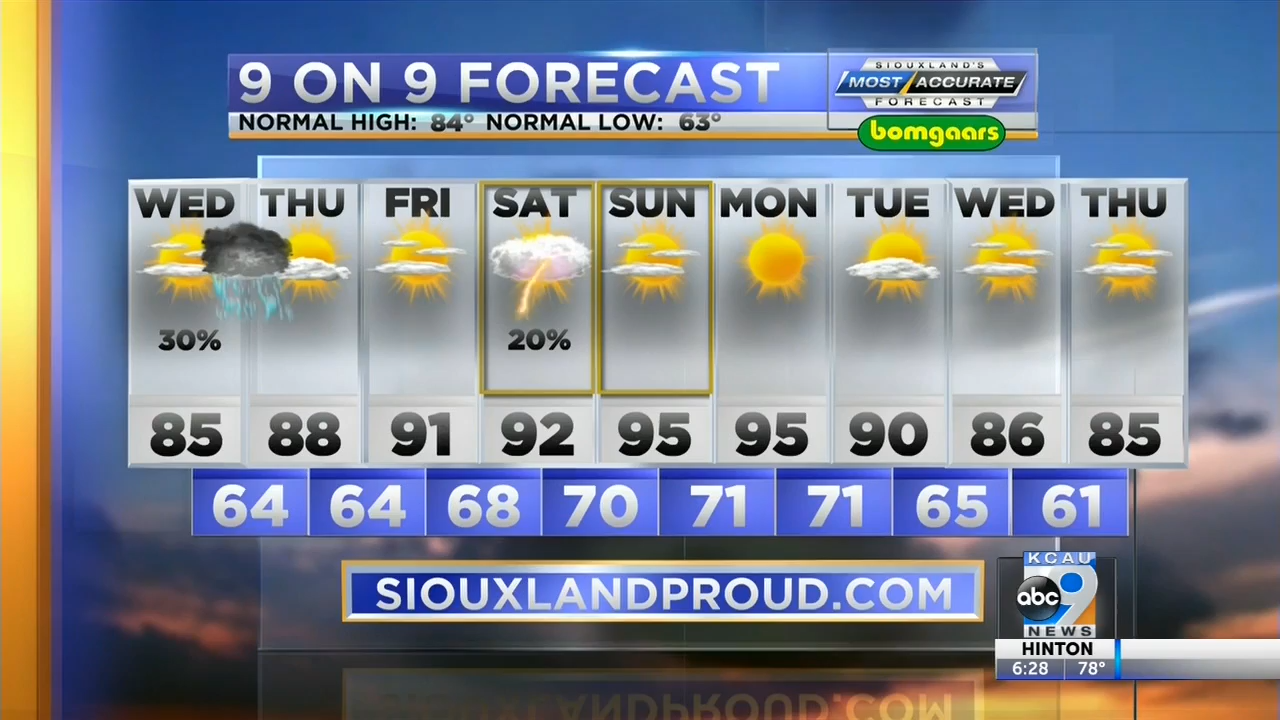 9 ON 9 FORECAST
NORMAL HIGH: 84° NORMAL LOW: 63°
SIOUXLAND'S
MOST ACCURATE
FORECAST
bomgaars
WED THU FRI SAT SUN MON TUE WED THU
30% 20%
85 88 91 92 95 95 90 86 85
64 64 68 70 71 71 65 61
SIOUXLANDPROUD.COM
KCAU
abc 9
NEWS
HINTON
6:28 78°
SIOUXLANDPROUD.COM